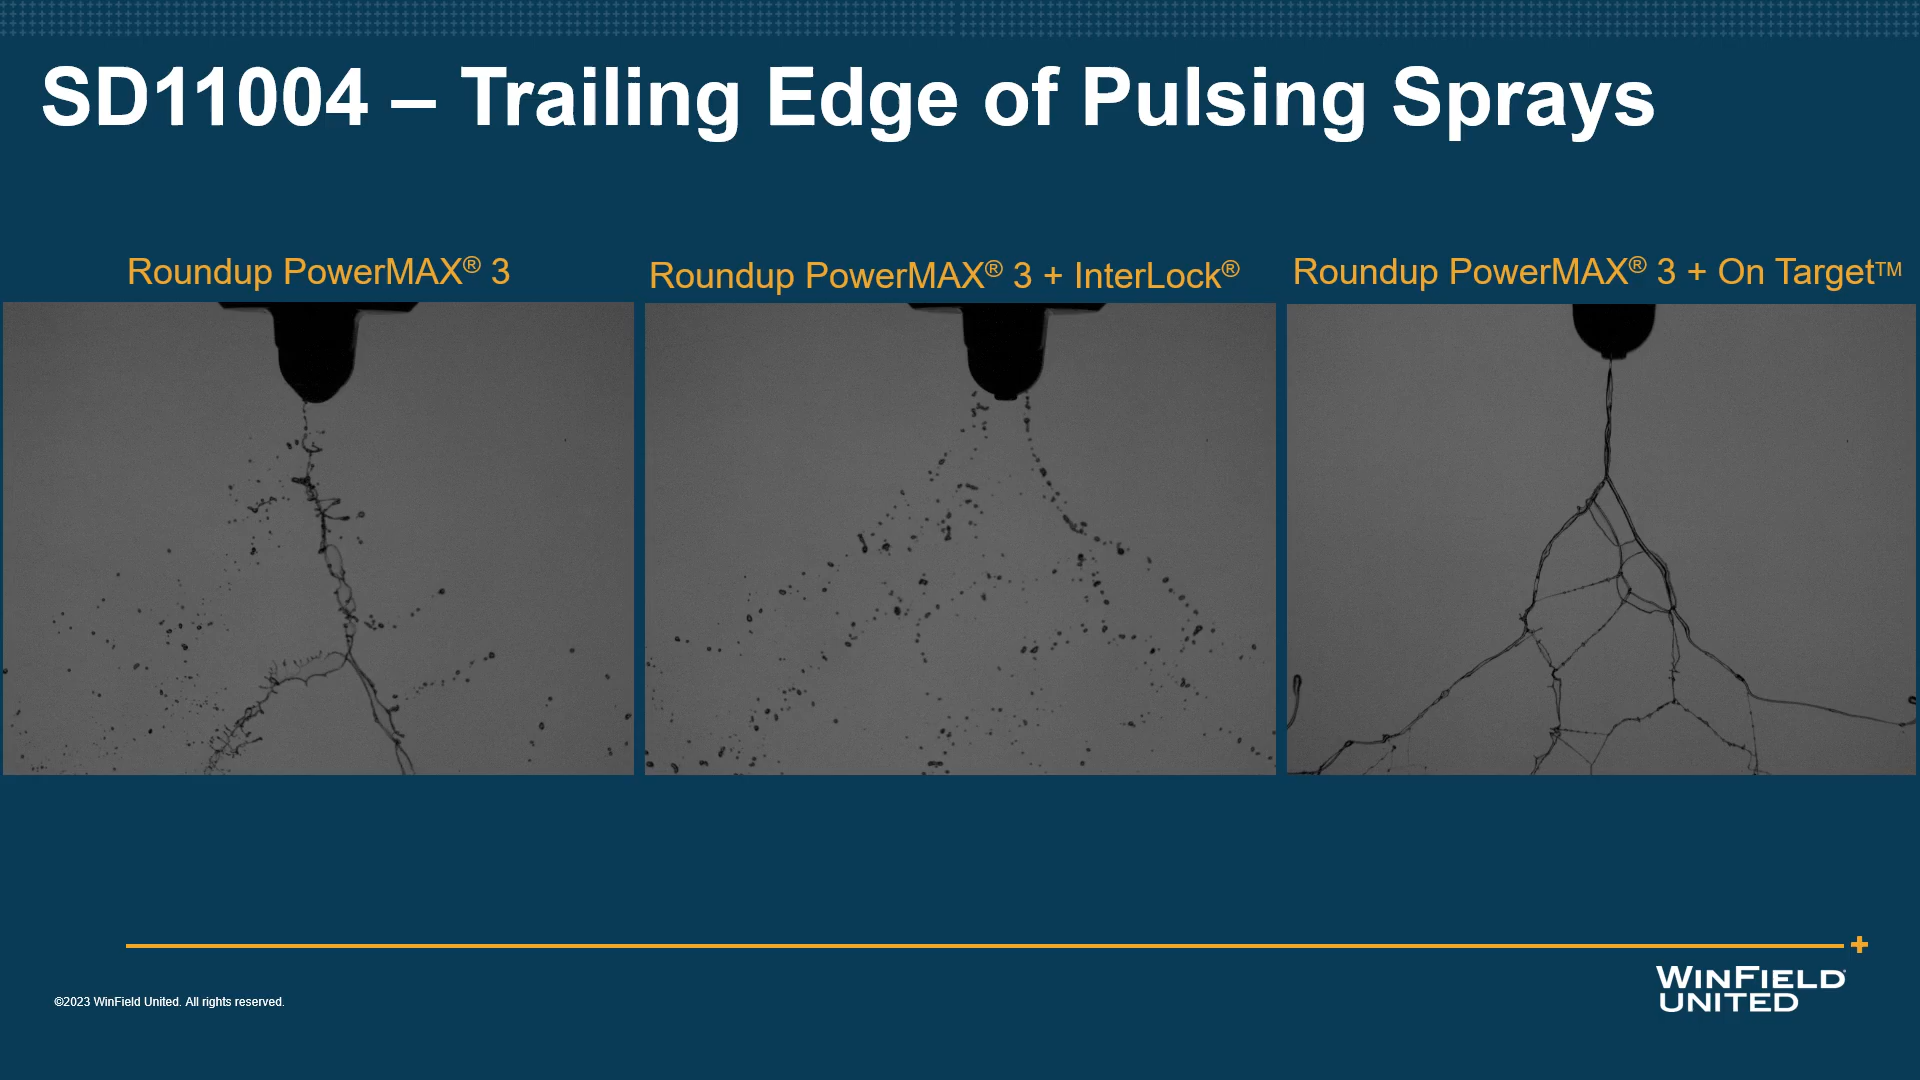 SD11004 – Trailing Edge of Pulsing Sprays
Roundup PowerMAX® 3
Roundup PowerMAX® 3 + InterLock®
Roundup PowerMAX® 3 + On Target™
©2023 WinField United. All rights reserved.
WINFIELD
UNITED